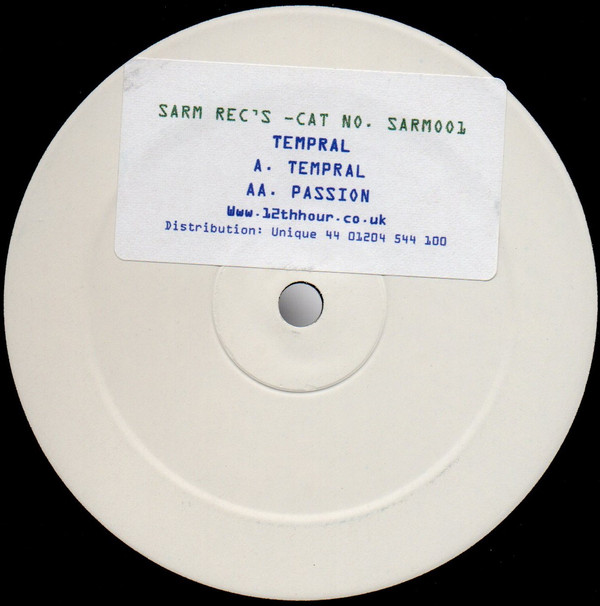 SARM REC'S -CAT NO. SARM001
TEMPRAL
A. TEMPRAL
AA. PASSION
Www.12thhour.co.uk
Distribution: Unique 44 01204 544 100